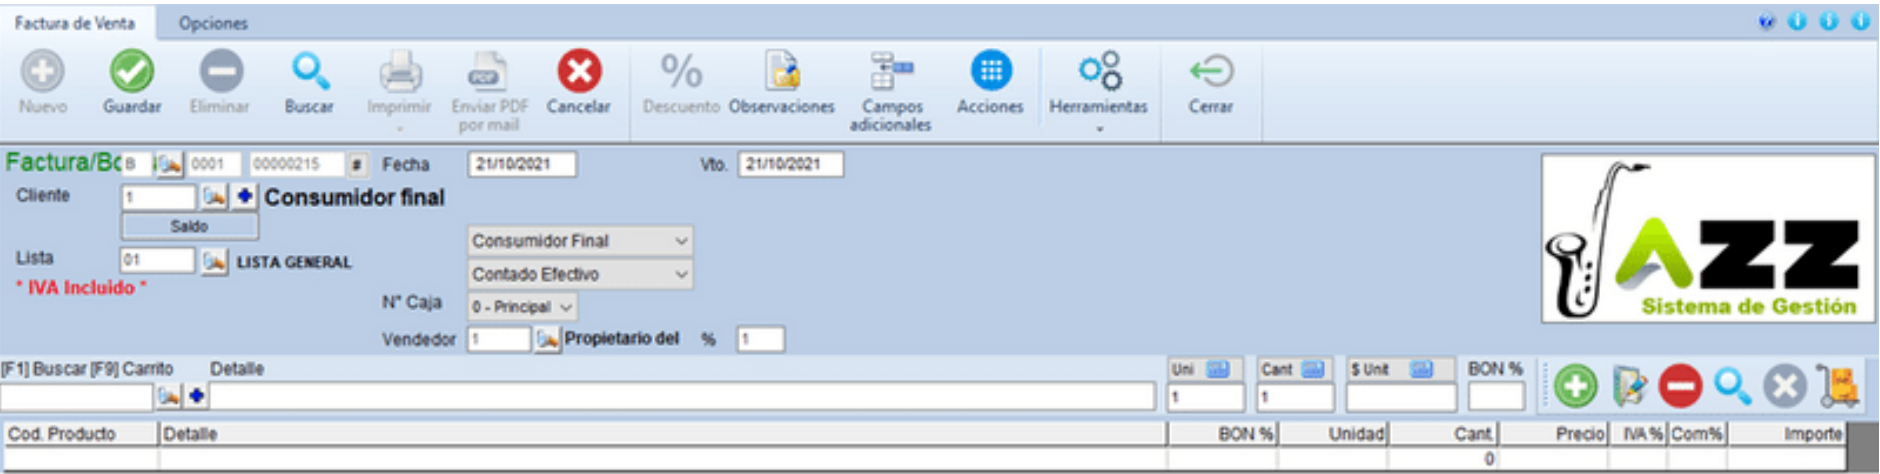 Factura de Venta Opciones
Nuevo Guardar Eliminar Buscar Imprimir Enviar PDF por mail Cancelar Descuento Observaciones Campos adicionales Acciones Herramientas Cerrar
Factura/Bo B 0001 00000215 # Fecha 21/10/2021 Vto. 21/10/2021
Cliente 1 Consumidor final
Saldo
Consumidor Final
Lista 01 LISTA GENERAL
Contado Efectivo
* IVA Incluido *
N° Caja 0 - Principal
Vendedor 1 Propietario del % 1
AZZ
Sistema de Gestión
[F1] Buscar [F9] Carrito Detalle Uni Cant $ Unit BON %
1 1
Cod. Producto Detalle BON % Unidad Cant. Precio IVA % Com% Importe
0